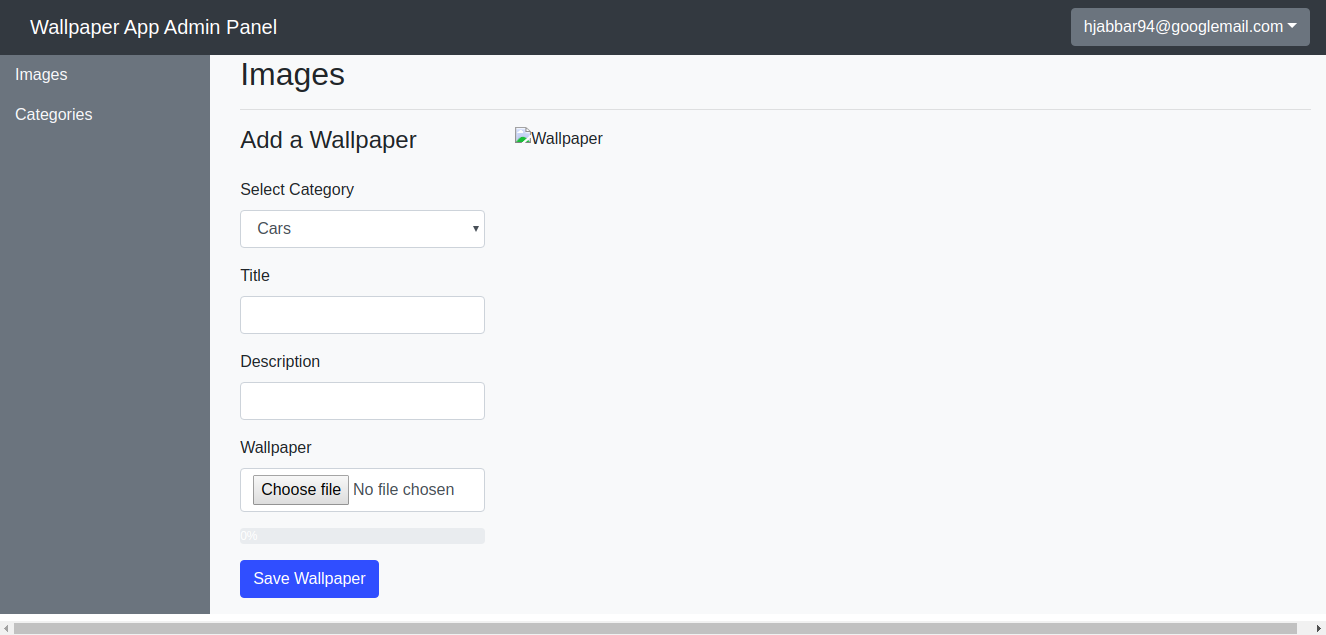 Wallpaper App Admin Panel
hjabbar94@googlemail.com
Images
Categories
Images
Add a Wallpaper
Wallpaper
Select Category
Cars
Title
Description
Wallpaper
Choose file No file chosen
0%
Save Wallpaper